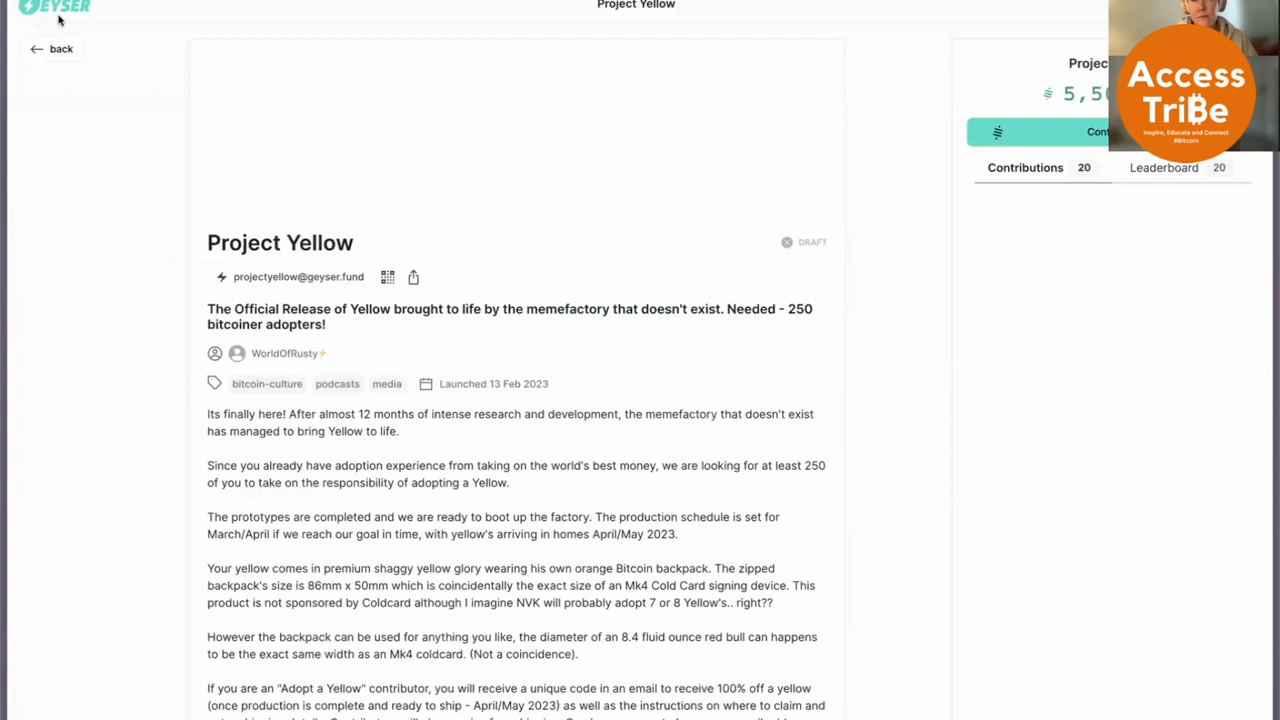 GEYSER
Project Yellow
back
Access
TriBe
Inspire, Educate and Connect
#Bitcoin
Contributions 20 Leaderboard 20
Project Yellow
DRAFT
projectyellow@geyser.fund
The Official Release of Yellow brought to life by the memefactory that doesn't exist. Needed - 250
bitcoiner adopters!
WorldOfRusty⚡
bitcoin-culture podcasts media Launched 13 Feb 2023
Its finally here! After almost 12 months of intense research and development, the memefactory that doesn't exist
has managed to bring Yellow to life.
Since you already have adoption experience from taking on the world's best money, we are looking for at least 250
of you to take on the responsibility of adopting a Yellow.
The prototypes are completed and we are ready to boot up the factory. The production schedule is set for
March/April if we reach our goal in time, with yellow's arriving in homes April/May 2023.
Your yellow comes in premium shaggy yellow glory wearing his own orange Bitcoin backpack. The zipped
backpack's size is 86mm x 50mm which is coincidentally the exact size of an Mk4 Cold Card signing device. This
product is not sponsored by Coldcard although I imagine NVK will probably adopt 7 or 8 Yellow's.. right??
However the backpack can be used for anything you like, the diameter of an 8.4 fluid ounce red bull can happens
to be the exact same width as an Mk4 coldcard. (Not a coincidence).
If you are an "Adopt a Yellow" contributor, you will receive a unique code in an email to receive 100% off a yellow
(once production is complete and ready to ship - April/May 2023) as well as the instructions on where to claim and